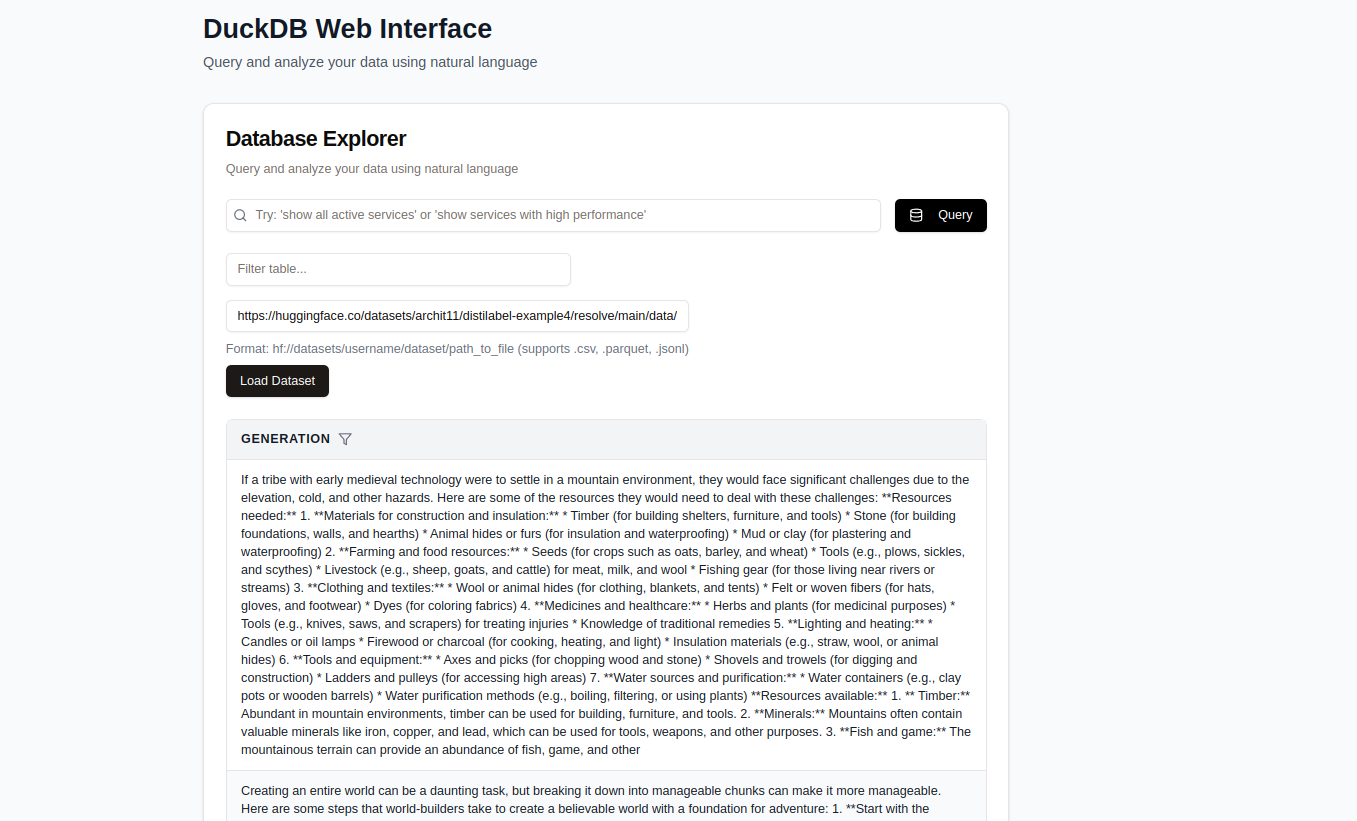 DuckDB Web Interface
Query and analyze your data using natural language
Database Explorer
Query and analyze your data using natural language
Try: 'show all active services' or 'show services with high performance'
Query
Filter table...
https://huggingface.co/datasets/archit11/distilabel-example4/resolve/main/data/
Format: hf://datasets/username/dataset/path_to_file (supports .csv, .parquet, .jsonl)
Load Dataset
GENERATION
If a tribe with early medieval technology were to settle in a mountain environment, they would face significant challenges due to the
elevation, cold, and other hazards. Here are some of the resources they would need to deal with these challenges: **Resources
needed:** 1. **Materials for construction and insulation:** * Timber (for building shelters, furniture, and tools) * Stone (for building
foundations, walls, and hearths) * Animal hides or furs (for insulation and waterproofing) * Mud or clay (for plastering and
waterproofing) 2. **Farming and food resources:** * Seeds (for crops such as oats, barley, and wheat) * Tools (e.g., plows, sickles,
and scythes) * Livestock (e.g., sheep, goats, and cattle) for meat, milk, and wool * Fishing gear (for those living near rivers or
streams) 3. **Clothing and textiles:** * Wool or animal hides (for clothing, blankets, and tents) * Felt or woven fibers (for hats,
gloves, and footwear) * Dyes (for coloring fabrics) 4. **Medicines and healthcare:** * Herbs and plants (for medicinal purposes) *
Tools (e.g., knives, saws, and scrapers) for treating injuries * Knowledge of traditional remedies 5. **Lighting and heating:** *
Candles or oil lamps * Firewood or charcoal (for cooking, heating, and light) * Insulation materials (e.g., straw, wool, or animal
hides) 6. **Tools and equipment:** * Axes and picks (for chopping wood and stone) * Shovels and trowels (for digging and
construction) * Ladders and pulleys (for accessing high areas) 7. **Water sources and purification:** * Water containers (e.g., clay
pots or wooden barrels) * Water purification methods (e.g., boiling, filtering, or using plants) **Resources available:** 1. ** Timber:**
Abundant in mountain environments, timber can be used for building, furniture, and tools. 2. **Minerals:** Mountains often contain
valuable minerals like iron, copper, and lead, which can be used for tools, weapons, and other purposes. 3. **Fish and game:** The
mountainous terrain can provide an abundance of fish, game, and other
Creating an entire world can be a daunting task, but breaking it down into manageable chunks can make it more manageable.
Here are some steps that world-builders take to create a believable world with a foundation for adventure: 1. **Start with the